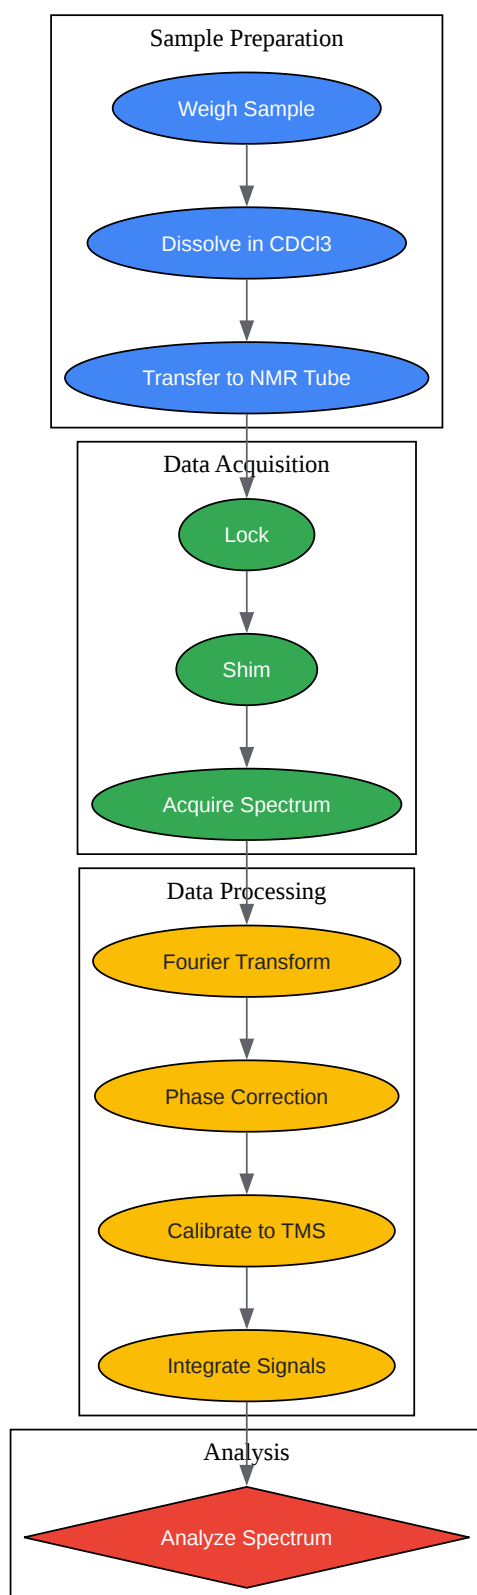 Sample Preparation
Weigh Sample
Dissolve in CDCl3
Transfer to NMR Tube
Data Acquisition
Lock
Shim
Acquire Spectrum
Data Processing
Fourier Transform
Phase Correction
Calibrate to TMS
Integrate Signals
Analysis
Analyze Spectrum